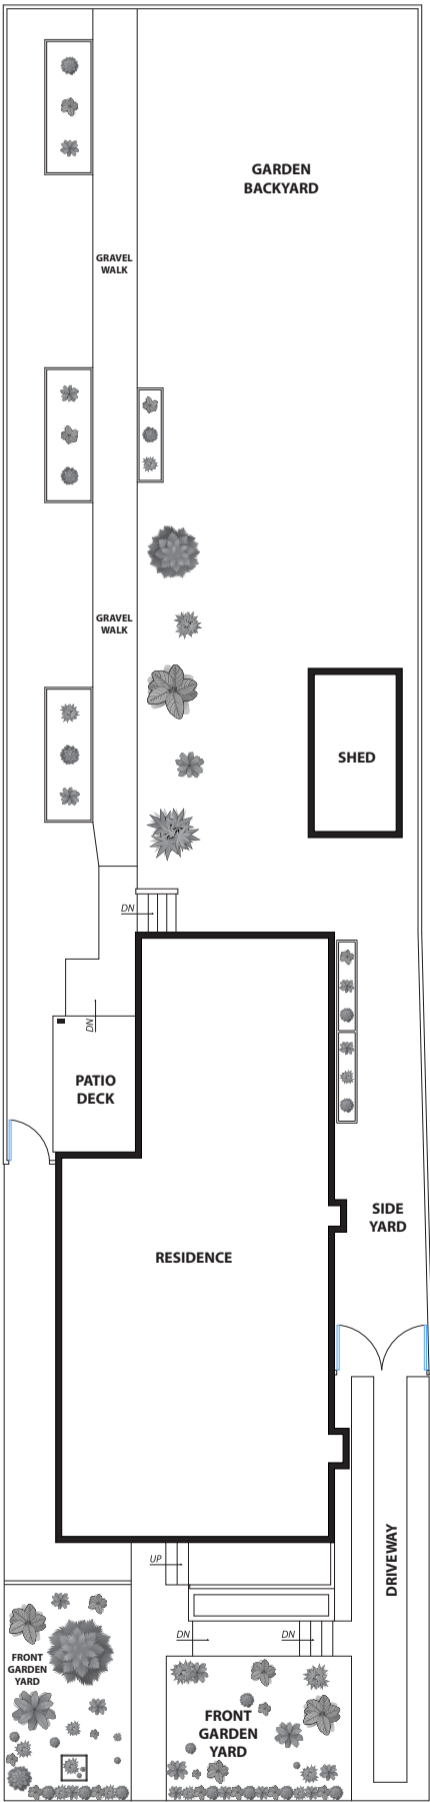 GARDEN
BACKYARD
GRAVEL
WALK
GRAVEL
WALK
SHED
DN
DN
PATIO
DECK
SIDE
YARD
RESIDENCE
DRIVEWAY
UP
DN
DN
FRONT
GARDEN
YARD
FRONT
GARDEN
YARD